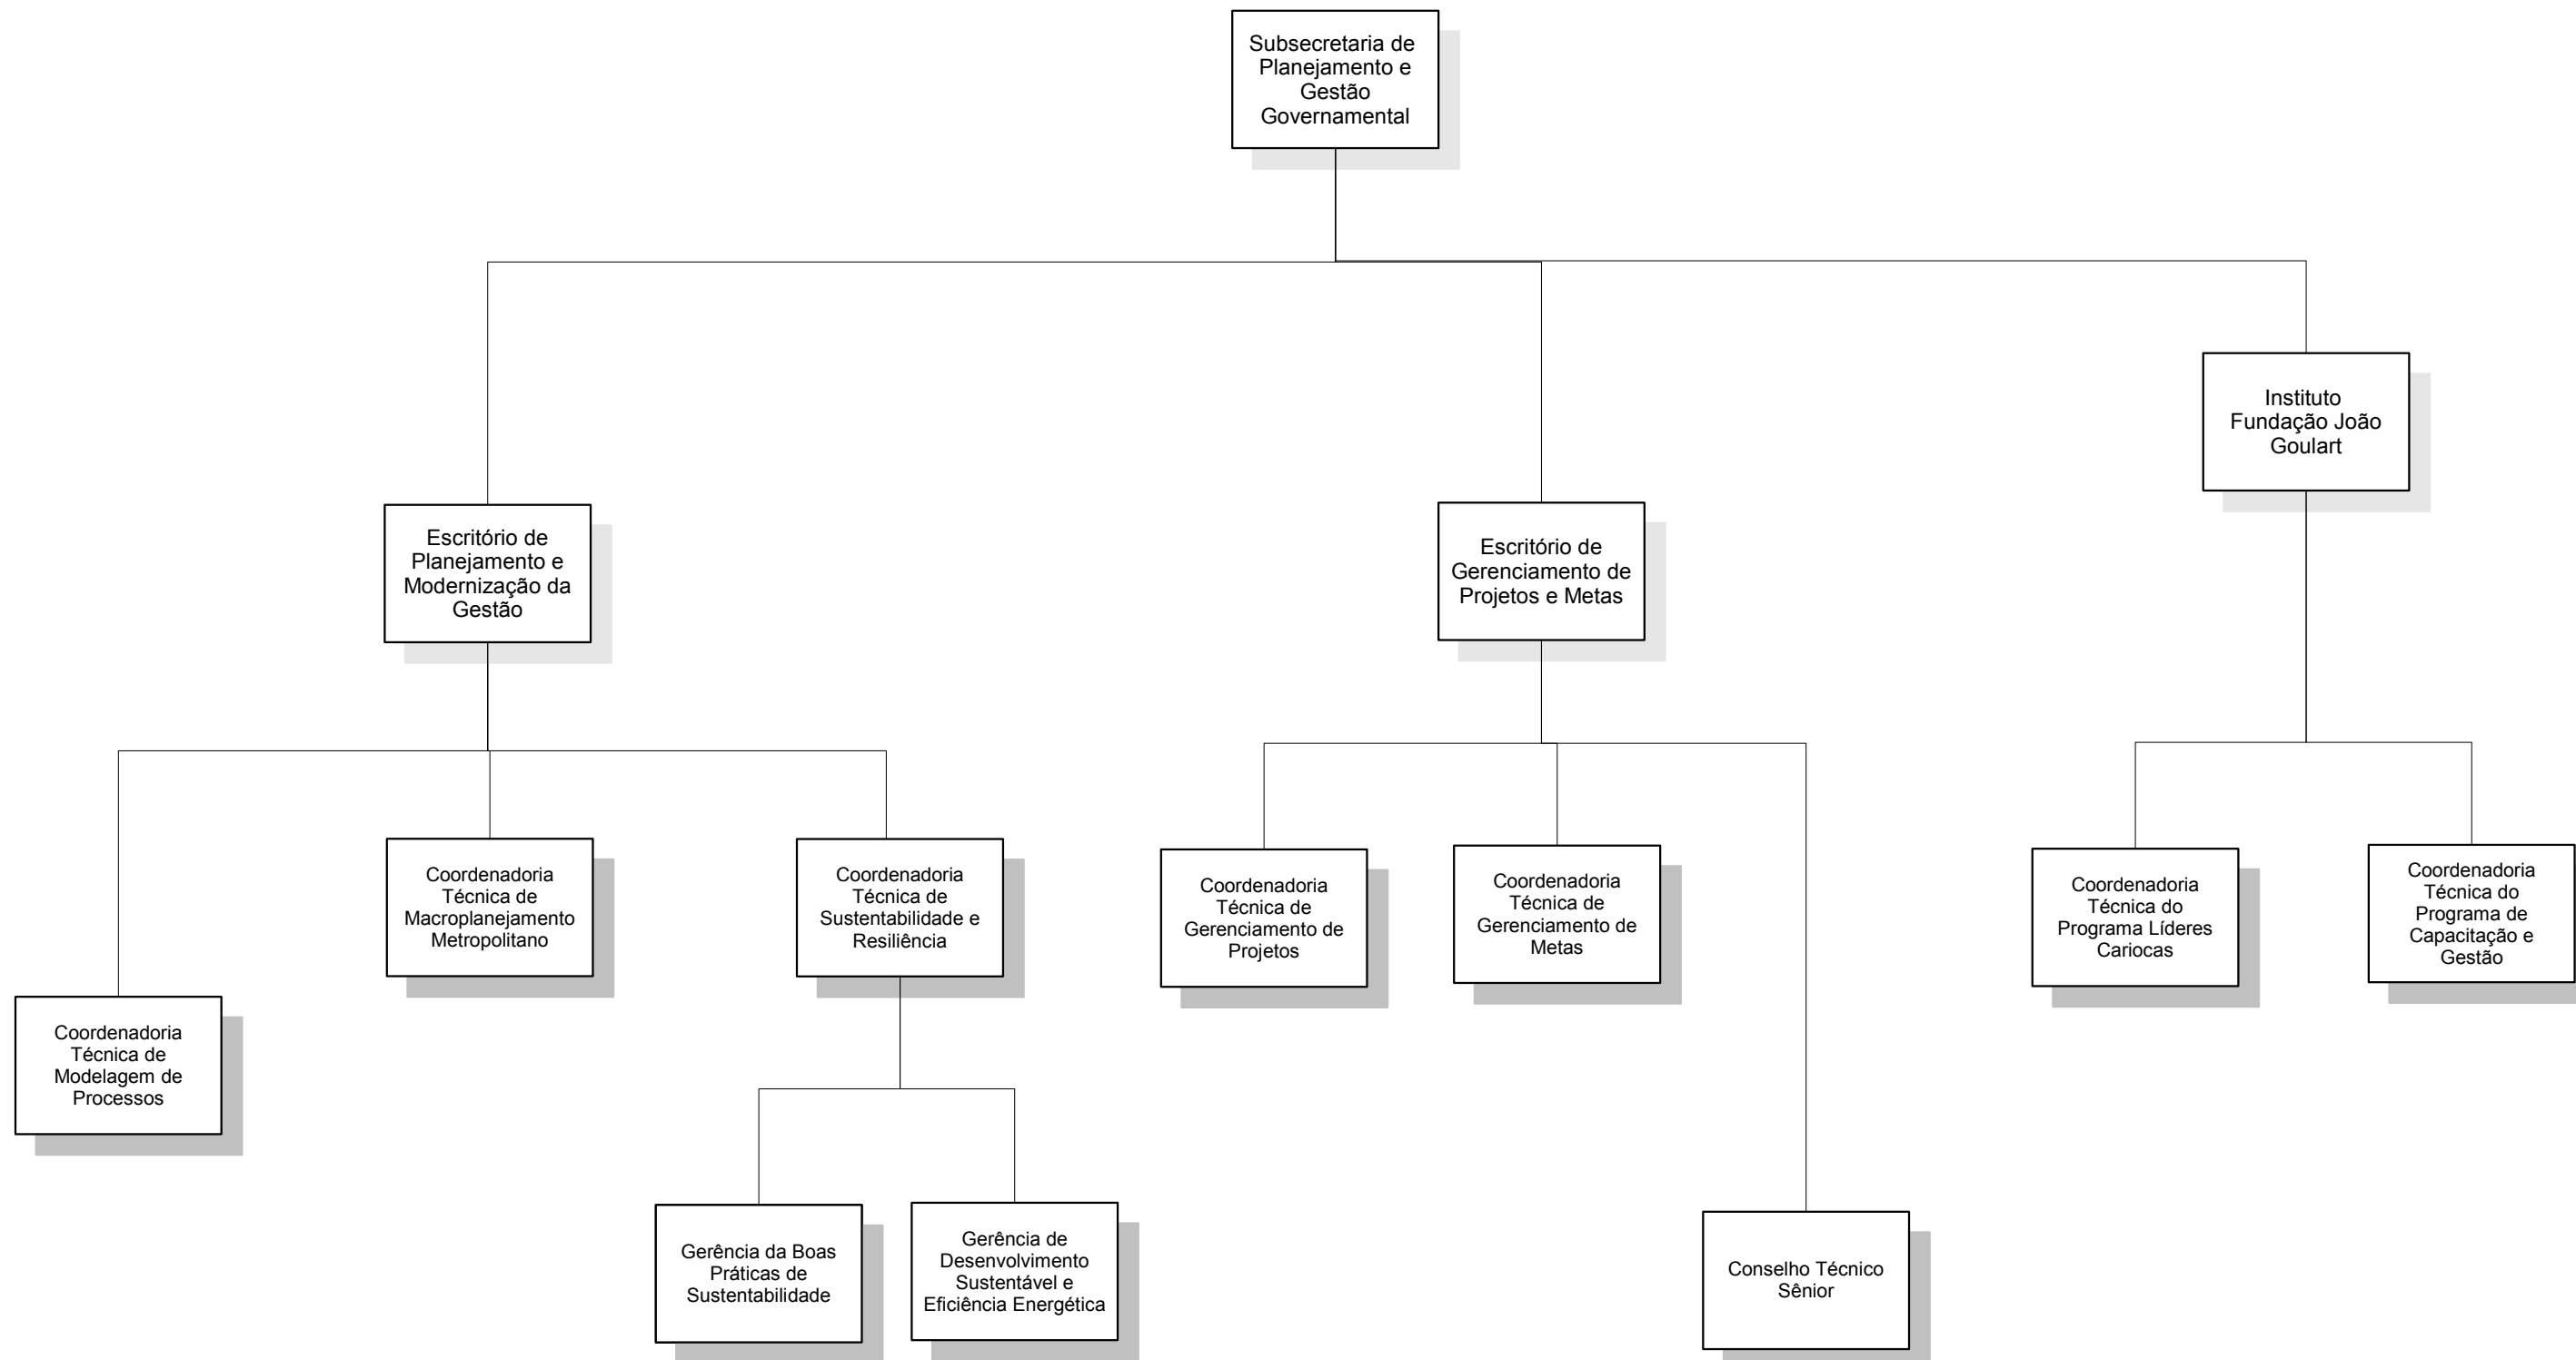 Subsecretaria de
Planejamento e
Gestão
Governamental
Instituto
Fundação João
Goulart
Escritório de
Planejamento e
Modernização da
Gestão
Escritório de
Gerenciamento de
Projetos e Metas
Coordenadoria
Técnica de
Macroplanejamento
Metropolitano
Coordenadoria
Técnica de
Sustentabilidade e
Resiliência
Coordenadoria
Técnica de
Gerenciamento de
Projetos
Coordenadoria
Técnica de
Gerenciamento de
Metas
Coordenadoria
Técnica do
Programa Líderes
Cariocas
Coordenadoria
Técnica do
Programa de
Capacitação e
Gestão
Coordenadoria
Técnica de
Modelagem de
Processos
Gerência da Boas
Práticas de
Sustentabilidade
Gerência de
Desenvolvimento
Sustentável e
Eficiência Energética
Conselho Técnico
Sênior